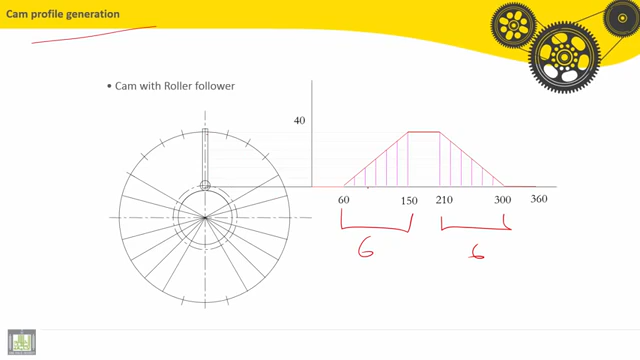 Cam profile generation
• Cam with Roller follower
40
60 150 210 300 360
6 6